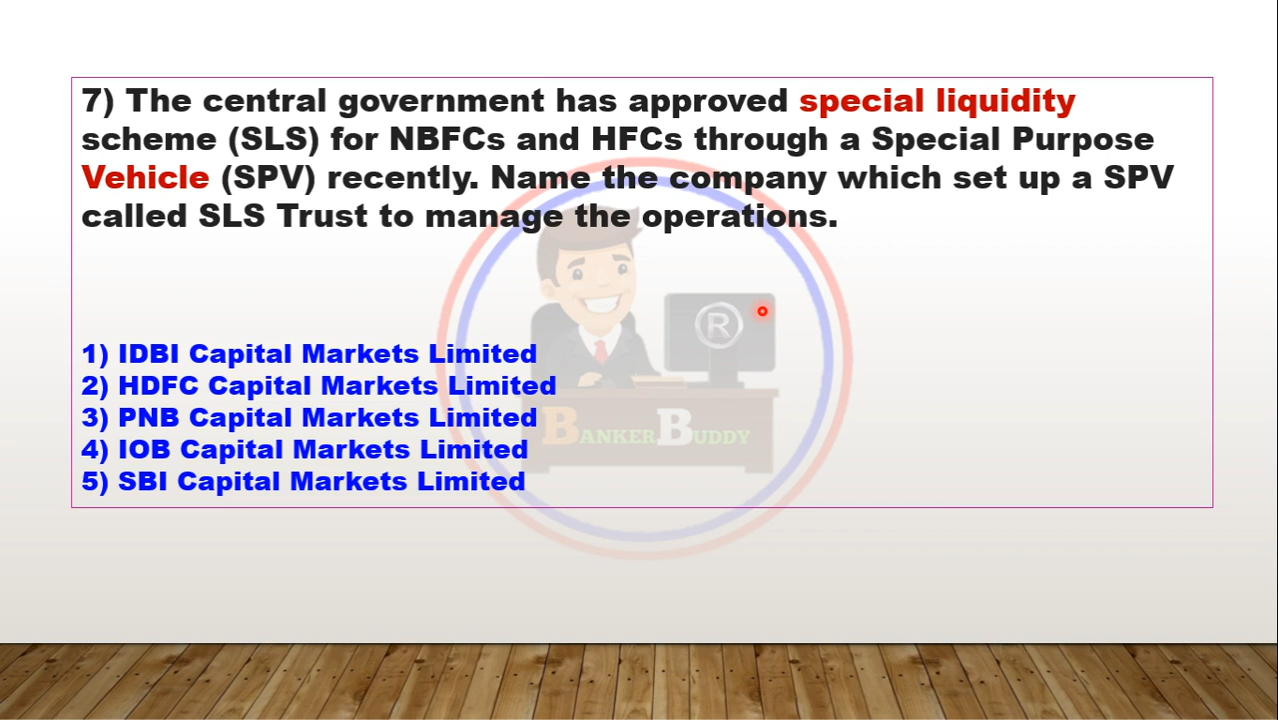 7) The central government has approved special liquidity
scheme (SLS) for NBFCs and HFCs through a Special Purpose
Vehicle (SPV) recently. Name the company which set up a SPV
called SLS Trust to manage the operations.
R
1) IDBI Capital Markets Limited
2) HDFC Capital Markets Limited
3) PNB Capital Markets Limited
4) IOB Capital Markets Limited
5) SBI Capital Markets Limited
BANKER BUDDY